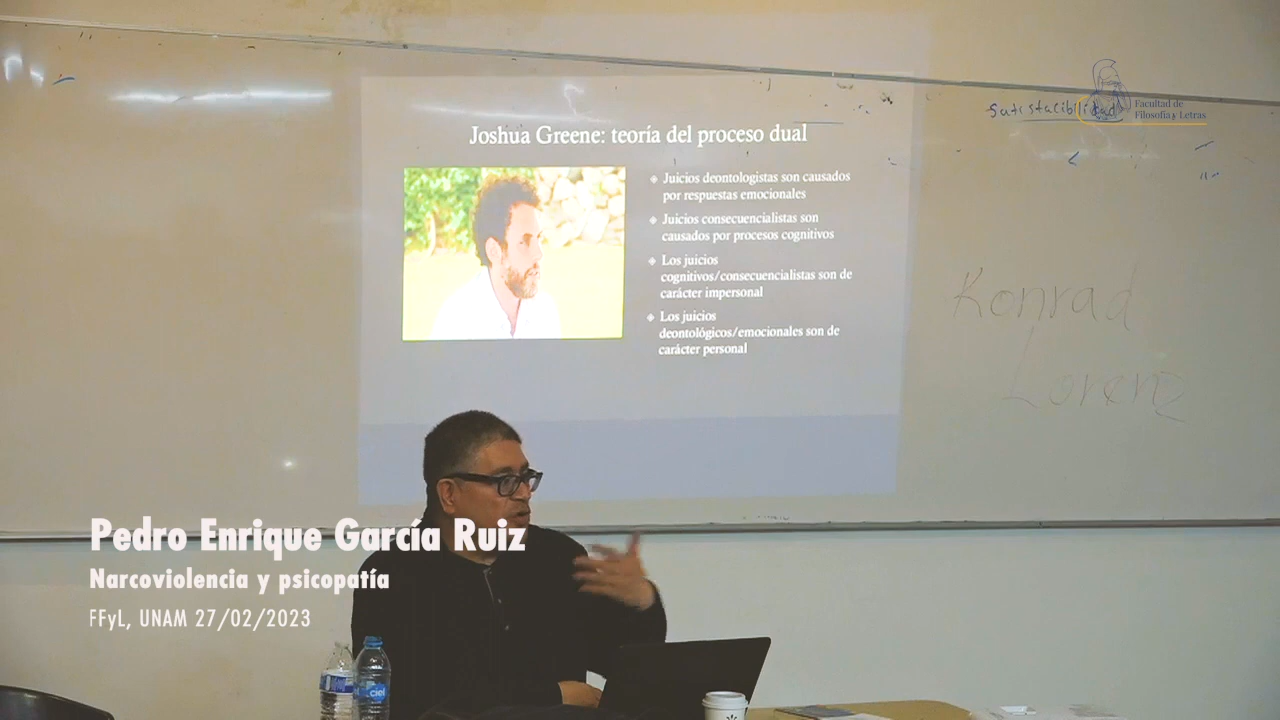 Satisfacibilidad
Facultad de
Filosofía y Letras
Joshua Greene: teoría del proceso dual
Juicios deontologistas son causados
por respuestas emocionales
Juicios consecuencialistas son
causados por procesos cognitivos
Los juicios
cognitivos/consecuencialistas son de
carácter impersonal
Los juicios
deontológicos/emocionales son de
carácter personal
Konrad
Lorenz
Pedro Enrique García Ruiz
Narcoviolencia y psicopatía
FFyL, UNAM 27/02/2023
ciel